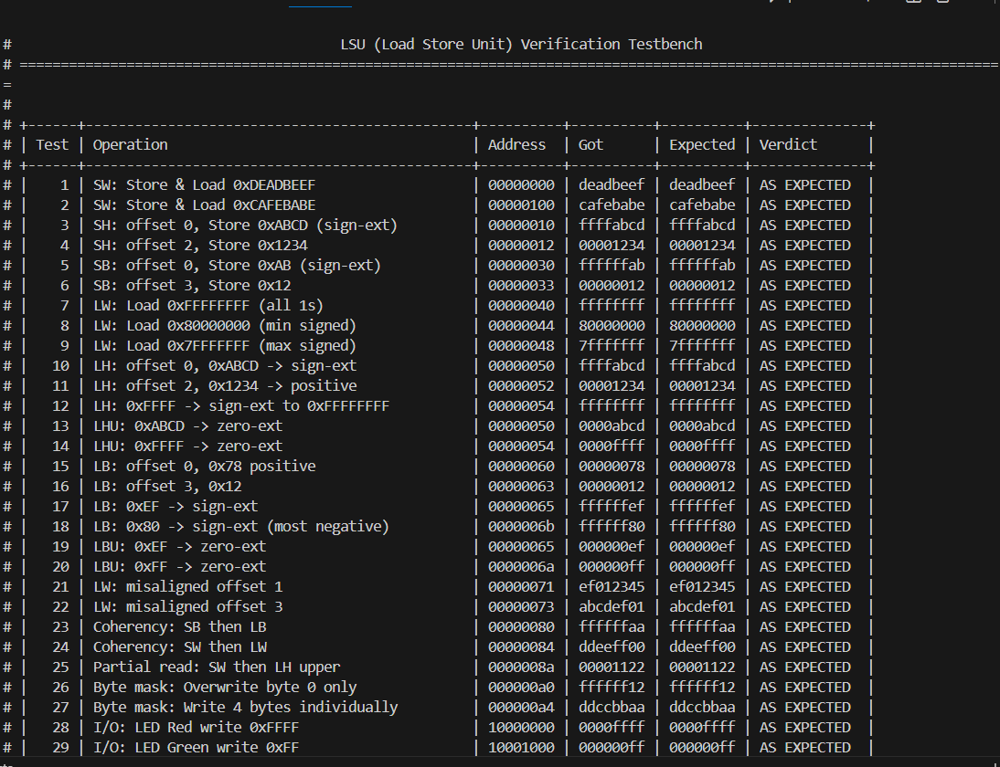 # LSU (Load Store Unit) Verification Testbench
# =======================================================================================================================
=
#
# +------+-----------------------------------------------+----------+----------+----------+--------------+
# | Test | Operation | Address | Got | Expected | Verdict |
# +------+-----------------------------------------------+----------+----------+----------+--------------+
# | 1 | SW: Store & Load 0xDEADBEEF | 00000000 | deadbeef | deadbeef | AS EXPECTED |
# | 2 | SW: Store & Load 0xCAFEBABE | 00000100 | cafebabe | cafebabe | AS EXPECTED |
# | 3 | SH: offset 0, Store 0xABCD (sign-ext) | 00000010 | ffffabcd | ffffabcd | AS EXPECTED |
# | 4 | SH: offset 2, Store 0x1234 | 00000012 | 00001234 | 00001234 | AS EXPECTED |
# | 5 | SB: offset 0, Store 0xAB (sign-ext) | 00000030 | ffffffab | ffffffab | AS EXPECTED |
# | 6 | SB: offset 3, Store 0x12 | 00000033 | 00000012 | 00000012 | AS EXPECTED |
# | 7 | LW: Load 0xFFFFFFFF (all 1s) | 00000040 | ffffffff | ffffffff | AS EXPECTED |
# | 8 | LW: Load 0x80000000 (min signed) | 00000044 | 80000000 | 80000000 | AS EXPECTED |
# | 9 | LW: Load 0x7FFFFFFF (max signed) | 00000048 | 7fffffff | 7fffffff | AS EXPECTED |
# | 10 | LH: offset 0, 0xABCD -> sign-ext | 00000050 | ffffabcd | ffffabcd | AS EXPECTED |
# | 11 | LH: offset 2, 0x1234 -> positive | 00000052 | 00001234 | 00001234 | AS EXPECTED |
# | 12 | LH: 0xFFFF -> sign-ext to 0xFFFFFFFF | 00000054 | ffffffff | ffffffff | AS EXPECTED |
# | 13 | LHU: 0xABCD -> zero-ext | 00000050 | 0000abcd | 0000abcd | AS EXPECTED |
# | 14 | LHU: 0xFFFF -> zero-ext | 00000054 | 0000ffff | 0000ffff | AS EXPECTED |
# | 15 | LB: offset 0, 0x78 positive | 00000060 | 00000078 | 00000078 | AS EXPECTED |
# | 16 | LB: offset 3, 0x12 | 00000063 | 00000012 | 00000012 | AS EXPECTED |
# | 17 | LB: 0xEF -> sign-ext | 00000065 | ffffffef | ffffffef | AS EXPECTED |
# | 18 | LB: 0x80 -> sign-ext (most negative) | 0000006b | ffffff80 | ffffff80 | AS EXPECTED |
# | 19 | LBU: 0xEF -> zero-ext | 00000065 | 000000ef | 000000ef | AS EXPECTED |
# | 20 | LBU: 0xFF -> zero-ext | 0000006a | 000000ff | 000000ff | AS EXPECTED |
# | 21 | LW: misaligned offset 1 | 00000071 | ef012345 | ef012345 | AS EXPECTED |
# | 22 | LW: misaligned offset 3 | 00000073 | abcdef01 | abcdef01 | AS EXPECTED |
# | 23 | Coherency: SB then LB | 00000080 | ffffffaa | ffffffaa | AS EXPECTED |
# | 24 | Coherency: SW then LW | 00000084 | ddeeff00 | ddeeff00 | AS EXPECTED |
# | 25 | Partial read: SW then LH upper | 0000008a | 00001122 | 00001122 | AS EXPECTED |
# | 26 | Byte mask: Overwrite byte 0 only | 000000a0 | ffffff12 | ffffff12 | AS EXPECTED |
# | 27 | Byte mask: Write 4 bytes individually | 000000a4 | ddccbbaa | ddccbbaa | AS EXPECTED |
# | 28 | I/O: LED Red write 0xFFFF | 10000000 | 0000ffff | 0000ffff | AS EXPECTED |
# | 29 | I/O: LED Green write 0xFF | 10001000 | 000000ff | 000000ff | AS EXPECTED |